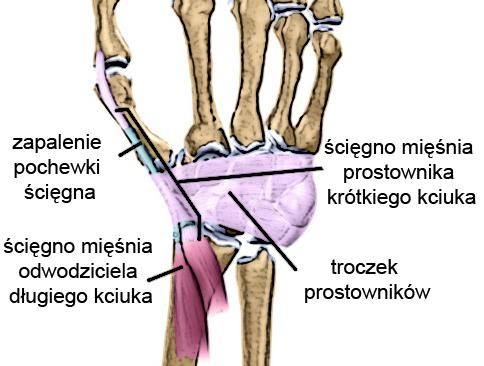 zapalenie
pochewki
ścięgna
ścięgno mięśnia
prostownika
krótkiego kciuka
ścięgno mięśnia
odwodziciela
długiego kciuka
troczek
prostowników